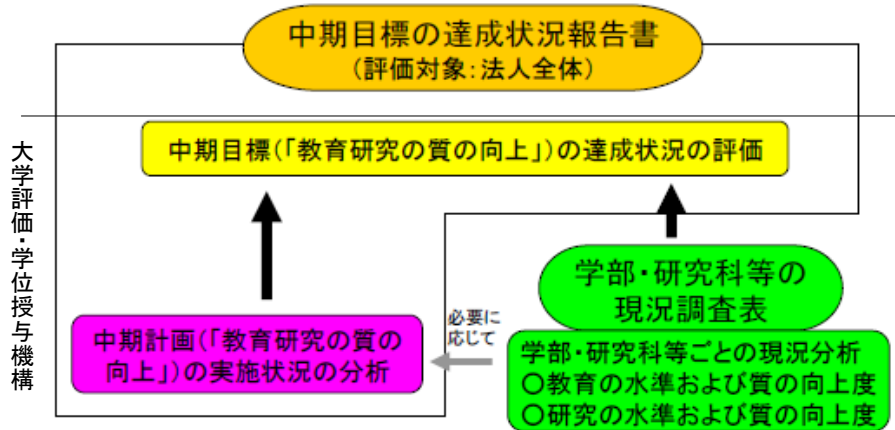 中期目標の達成状況報告書
(評価対象:法人全体)
中期目標(「教育研究の質の向上」)の達成状況の評価
大学評価・学位授与機構
学部・研究科等の
現況調査表
必要に
応じて
中期計画(「教育研究の質の
向上」)の実施状況の分析
学部・研究科等ごとの現況分析
〇教育の水準および質の向上度
〇研究の水準および質の向上度